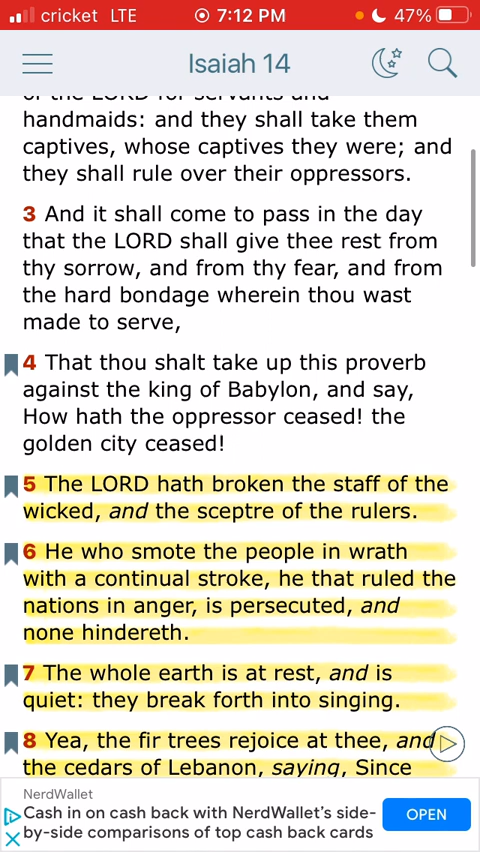 cricket LTE 7:12 PM 47%
Isaiah 14
of the LORD for servants and
handmaids: and they shall take them
captives, whose captives they were; and
they shall rule over their oppressors.
3 And it shall come to pass in the day
that the LORD shall give thee rest from
thy sorrow, and from thy fear, and from
the hard bondage wherein thou wast
made to serve,
4 That thou shalt take up this proverb
against the king of Babylon, and say,
How hath the oppressor ceased! the
golden city ceased!
5 The LORD hath broken the staff of the
wicked, and the sceptre of the rulers.
6 He who smote the people in wrath
with a continual stroke, he that ruled the
nations in anger, is persecuted, and
none hindereth.
7 The whole earth is at rest, and is
quiet: they break forth into singing.
8 Yea, the fir trees rejoice at thee, and
the cedars of Lebanon, saying, Since
NerdWallet
Cash in on cash back with NerdWallet's side-
by-side comparisons of top cash back cards
OPEN